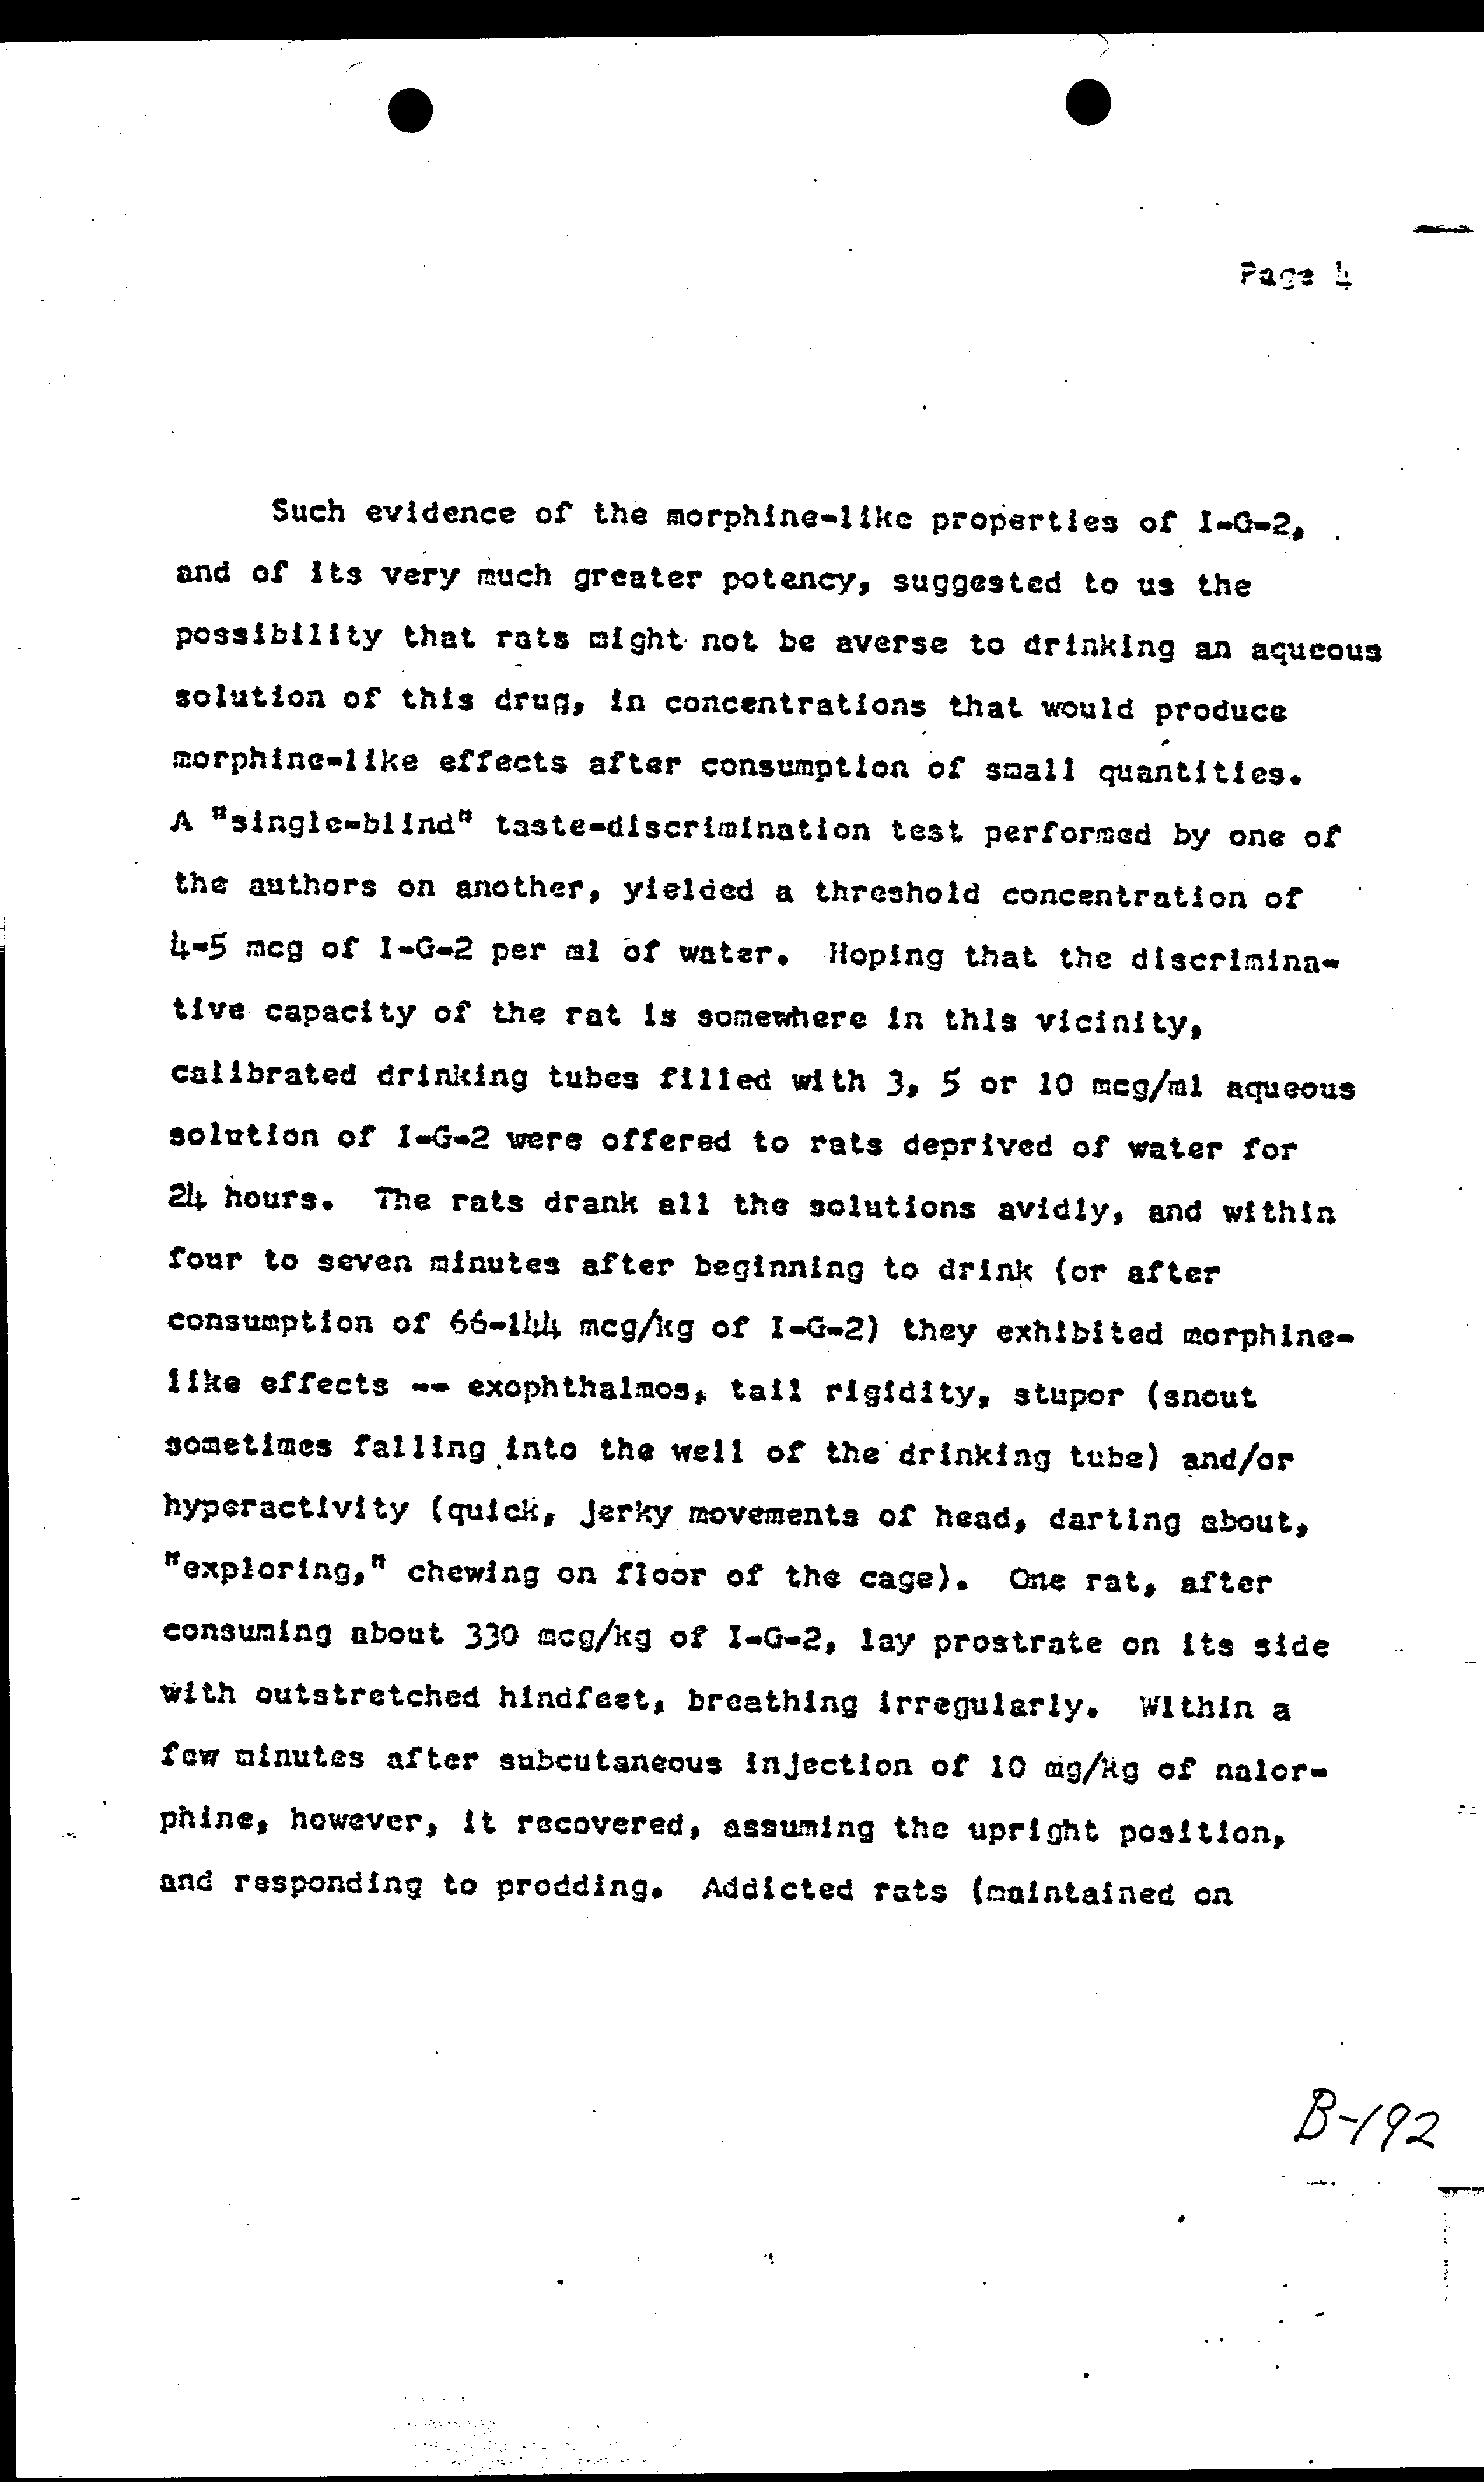 Page 4
Such evidence of the morphine-like properties of I-G-2,
and of its very much greater potency, suggested to us the
possibility that rats might not be averse to drinking an aqueous
solution of this drug, in concentrations that would produce
morphine-like effects after consumption of small quantities.
A "single-blind" taste-discrimination test performed by one of
the authors on another, yielded a threshold concentration of
4-5 mcg of I-G-2 per ml of water. Hoping that the discrimina-
tive capacity of the rat is somewhere in this vicinity,
calibrated drinking tubes filled with 3, 5 or 10 mcg/ml aqueous
solution of I-G-2 were offered to rats deprived of water for
24 hours. The rats drank all the solutions avidly, and within
four to seven minutes after beginning to drink (or after
consumption of 66-144 mcg/kg of I-G-2) they exhibited morphine-
like effects -- exophthalmos, tail rigidity, stupor (snout
sometimes falling into the well of the drinking tube) and/or
hyperactivity (quick, jerky movements of head, darting about,
"exploring," chewing on floor of the cage). One rat, after
consuming about 330 mcg/kg of I-G-2, lay prostrate on its side
with outstretched hindfeet, breathing irregularly. Within a
few minutes after subcutaneous injection of 10 mg/kg of nalor-
phine, however, it recovered, assuming the upright position,
and responding to prodding. Addicted rats (maintained on
B-192